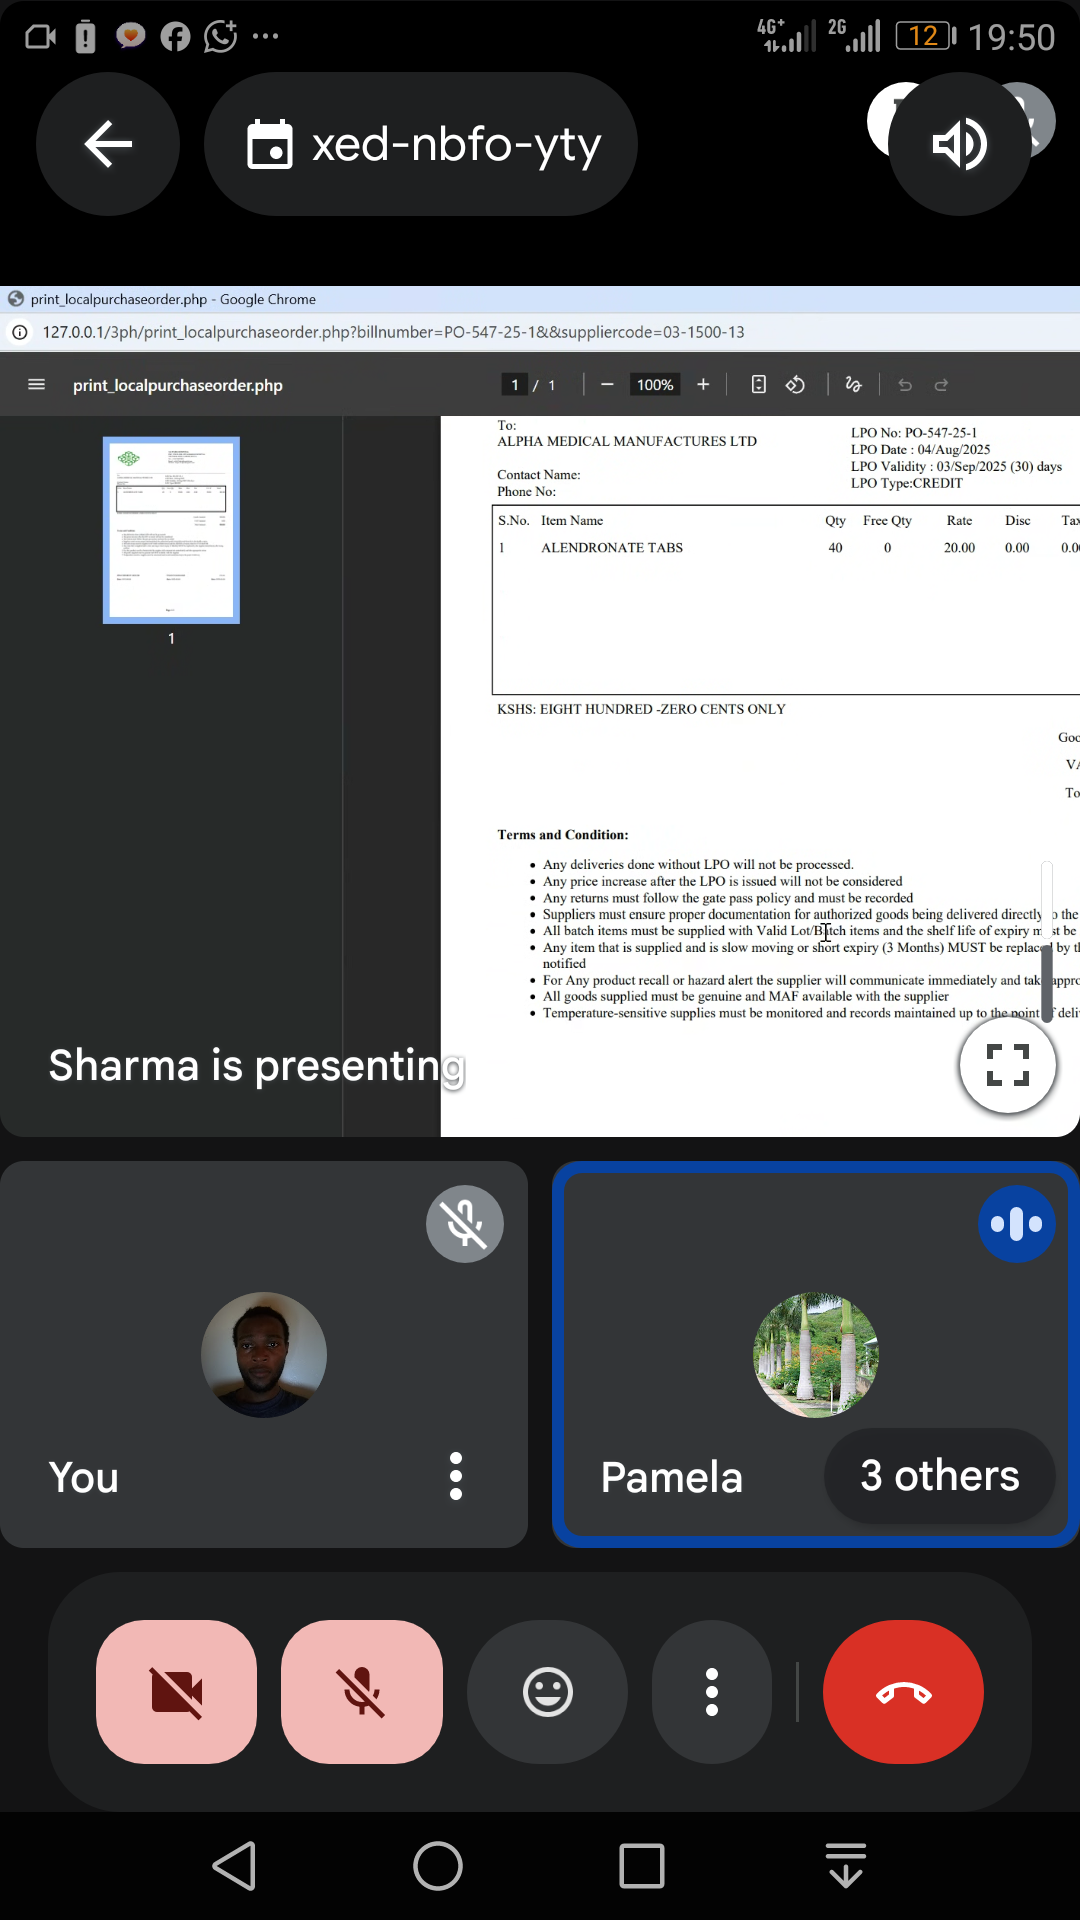 4G+ 2G 12 19:50
xed-nbfo-yty
print_localpurchaseorder.php - Google Chrome
127.0.0.1/3ph/print_localpurchaseorder.php?billnumber=PO-547-25-1&&suppliercode=03-1500-13
print_localpurchaseorder.php 1 / 1 − 100% +
To:
ALPHA MEDICAL MANUFACTURES LTD
Contact Name:
Phone No:
LPO No: PO-547-25-1
LPO Date : 04/Aug/2025
LPO Validity : 03/Sep/2025 (30) days
LPO Type:CREDIT
S.No. Item Name Qty Free Qty Rate Disc Tax
1 ALENDRONATE TABS 40 0 20.00 0.00 0.0
KSHS: EIGHT HUNDRED -ZERO CENTS ONLY
Goo
VA
To
Terms and Condition:
• Any deliveries done without LPO will not be processed.
• Any price increase after the LPO is issued will not be considered
• Any returns must follow the gate pass policy and must be recorded
• Suppliers must ensure proper documentation for authorized goods being delivered directly to the
• All batch items must be supplied with Valid Lot/Batch items and the shelf life of expiry must be
• Any item that is supplied and is slow moving or short expiry (3 Months) MUST be replaced by th
notified
• For Any product recall or hazard alert the supplier will communicate immediately and take appro
• All goods supplied must be genuine and MAF available with the supplier
• Temperature-sensitive supplies must be monitored and records maintained up to the point of deli
1
Sharma is presenting
You
Pamela
3 others